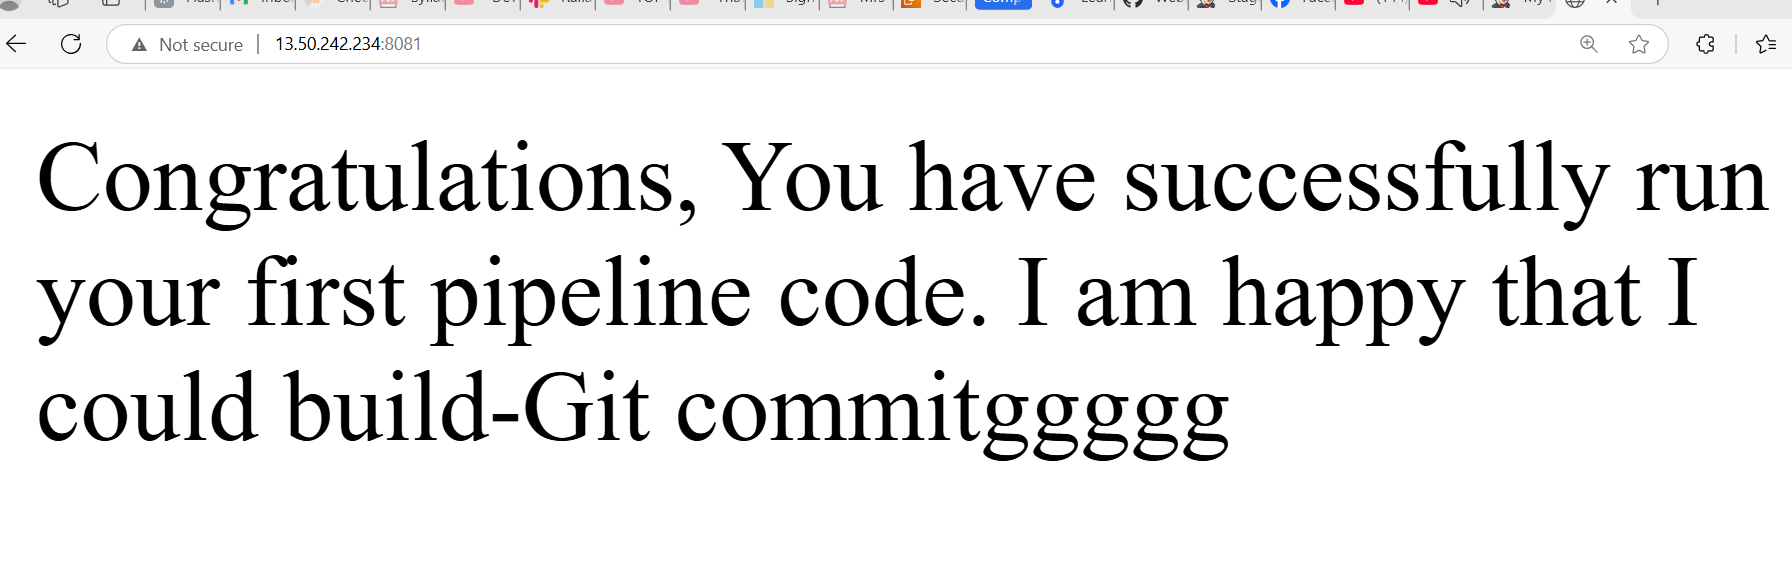 Not secure
13.50.242.234:8081
Congratulations, You have successfully run
your first pipeline code. I am happy that I
could build-Git commitggggg